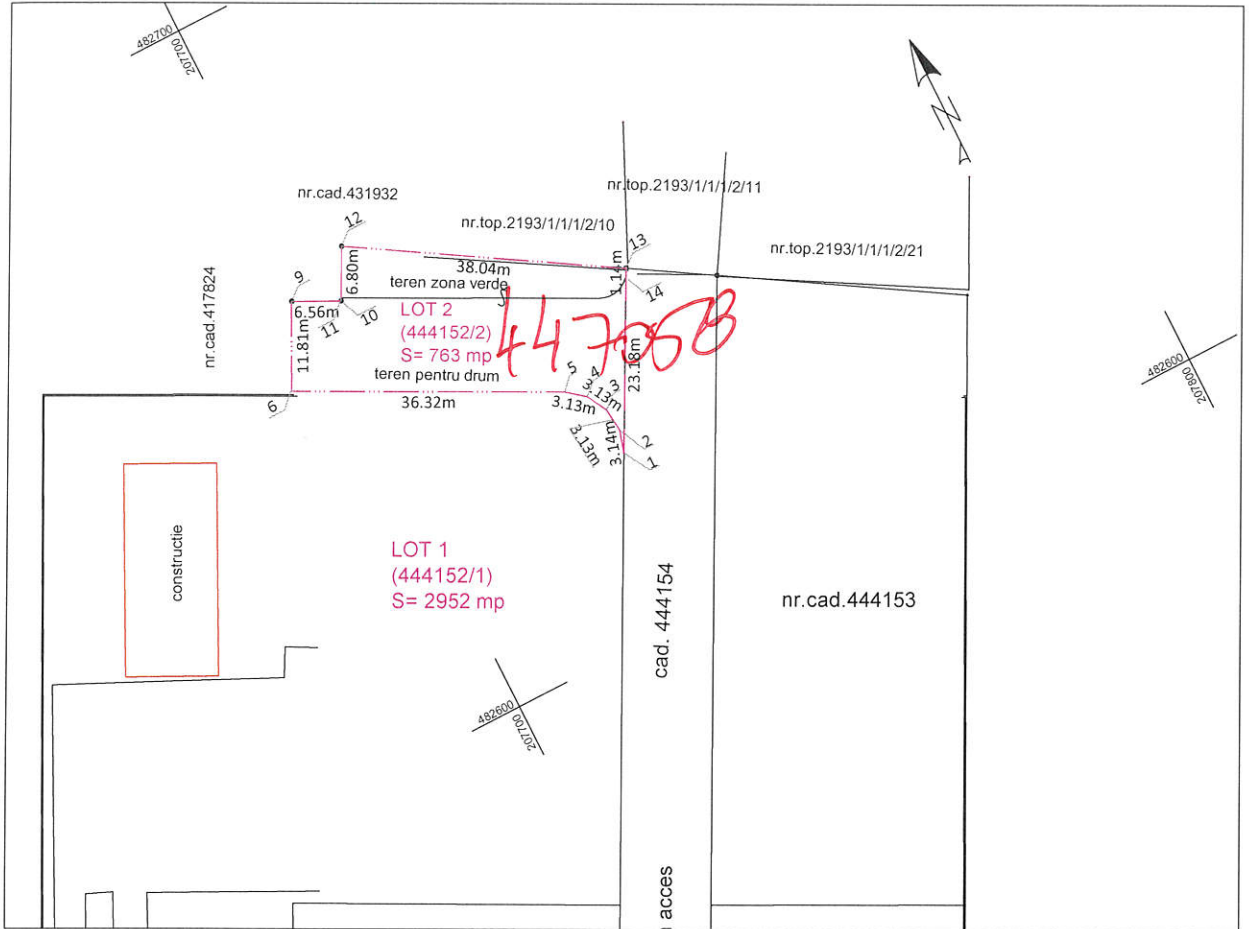 482700
207700
nr.top.2193/1/1/1/2/11
nr.cad.431932
12
nr.top.2193/1/1/1/2/10
13
nr.top.2193/1/1/1/2/21
nr.cad.417824
9
6.80m
38.04m
1.14m
14
teren zona verde
6.56m
11
10
LOT 2
(444152/2)
S= 763 mp
11.81m
23.18m
teren pentru drum
5
4
3
3.13m
6
36.32m
3.13m
3.13m
3.14m
2
1
482600
207800
constructie
LOT 1
(444152/1)
S= 2952 mp
cad. 444154
nr.cad.444153
482600
207700
acces